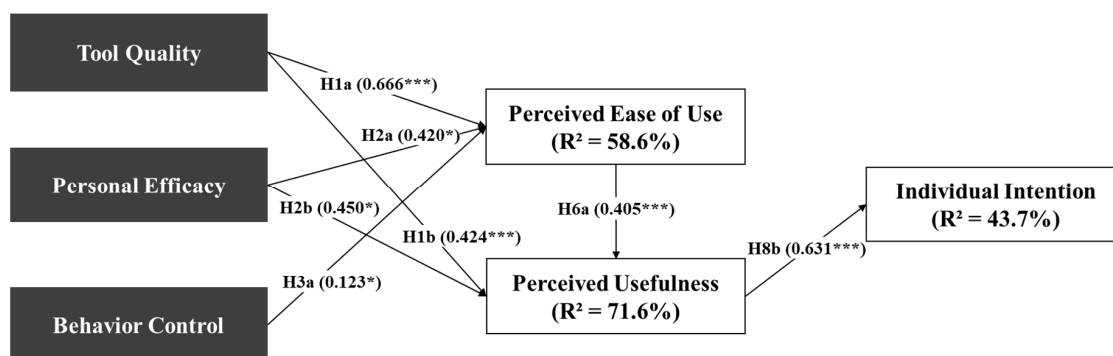 Tool Quality
H1a (0.666***)
Perceived Ease of Use
(R² = 58.6%)
H2a (0.420*)
Personal Efficacy
Individual Intention
(R² = 43.7%)
H2b (0.450*)
H6a (0.405***)
H1b (0.424***)
H8b (0.631***)
H3a (0.123*)
Perceived Usefulness
(R² = 71.6%)
Behavior Control